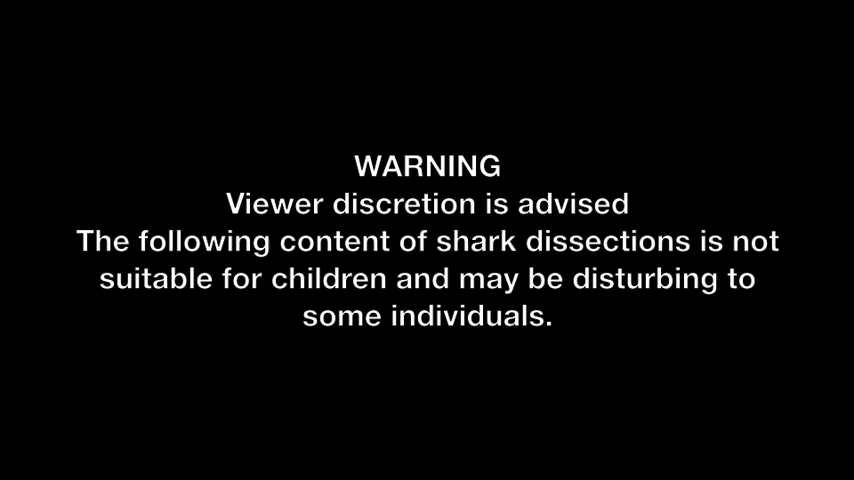 WARNING
Viewer discretion is advised
The following content of shark dissections is not
suitable for children and may be disturbing to
some individuals.